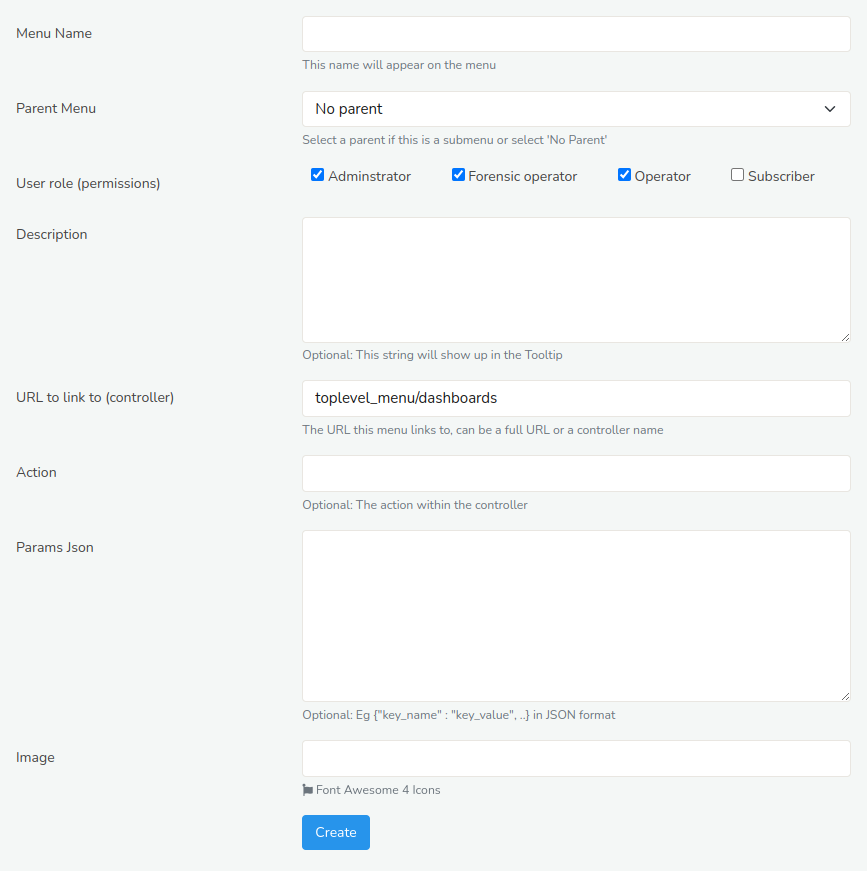 Menu Name
This name will appear on the menu
Parent Menu
No parent
Select a parent if this is a submenu or select 'No Parent'
User role (permissions)
Adminstrator Forensic operator Operator Subscriber
Description
Optional: This string will show up in the Tooltip
URL to link to (controller)
toplevel_menu/dashboards
The URL this menu links to, can be a full URL or a controller name
Action
Optional: The action within the controller
Params Json
Optional: Eg {"key_name" : "key_value", ..} in JSON format
Image
Font Awesome 4 Icons
Create